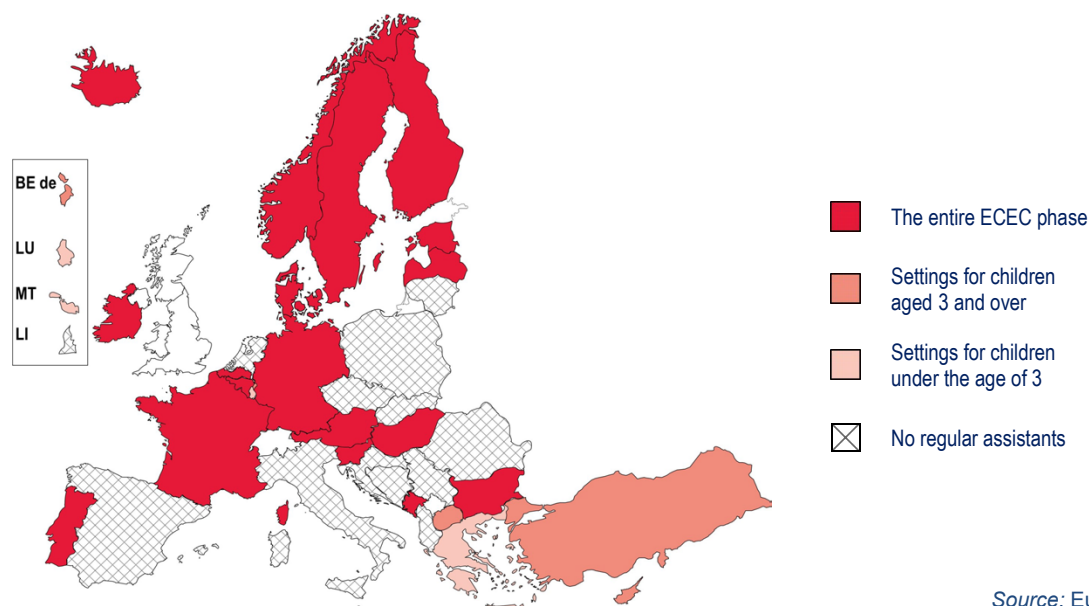 BE de
LU
MT
LI
The entire ECEC phase
Settings for children
aged 3 and over
Settings for children
under the age of 3
No regular assistants
Source: Eu